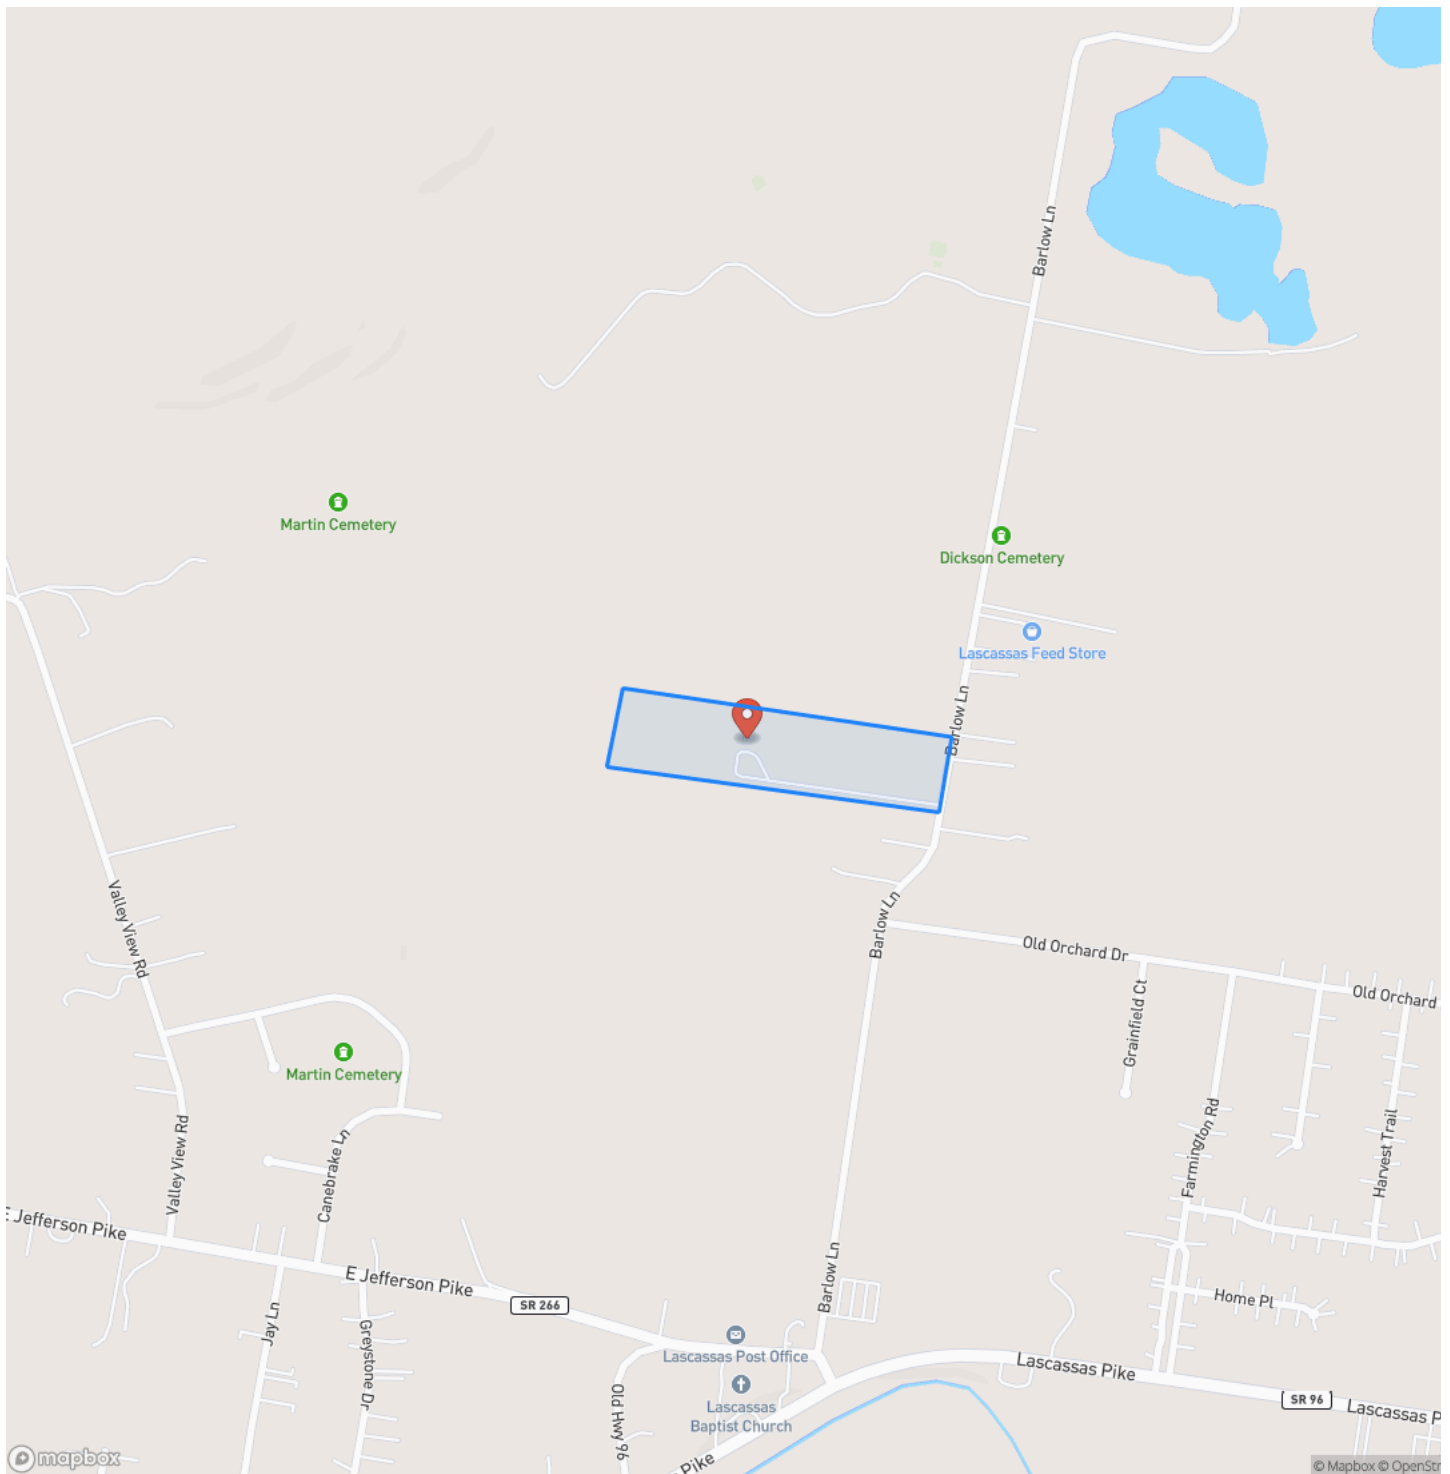 Barlow Ln
Martin Cemetery
Dickson Cemetery
Lascassas Feed Store
Barlow Ln
Valley View Rd
Barlow Ln
Old Orchard Dr
Old Orchard
Grainfield Ct
Martin Cemetery
Valley View Rd
Canebrake Ln
Farmington Rd
Harvest Trail
E Jefferson Pike
E Jefferson Pike
SR 266
Barlow Ln
Home Pl
Jay Ln
Greystone Dr
Lascassas Post Office
Lascassas Pike
Lascassas
Baptist Church
Old Hwy 96
SR 96
Lascassas P
Pike
mapbox
© Mapbox © OpenStr